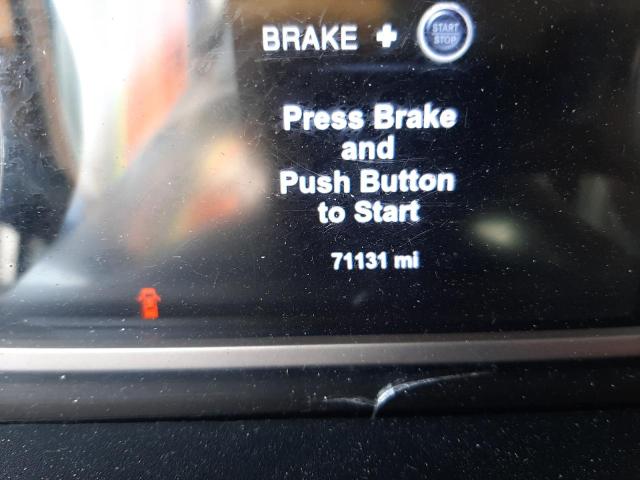 BRAKE + START
STOP
Press Brake
and
Push Button
to Start
71131 mi